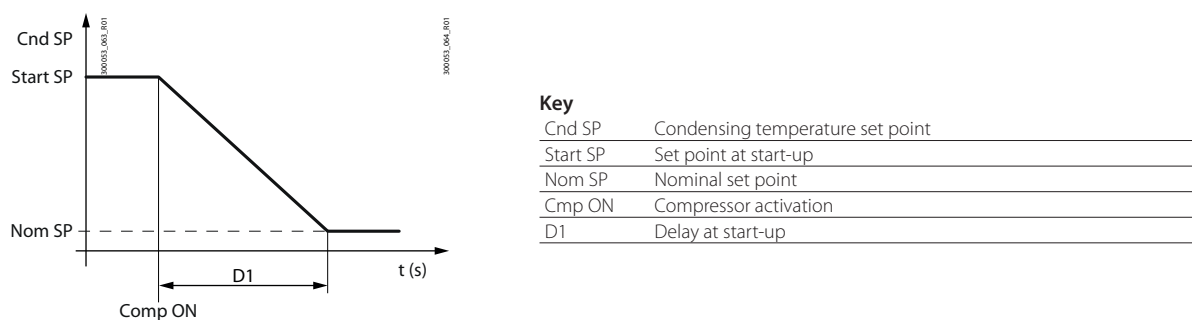 Cnd SP
300053_063_R01
300053_064_R01
Start SP
Nom SP
D1
t (s)
Comp ON
Key
Cnd SP Condensing temperature set point
Start SP Set point at start-up
Nom SP Nominal set point
Cmp ON Compressor activation
D1 Delay at start-up